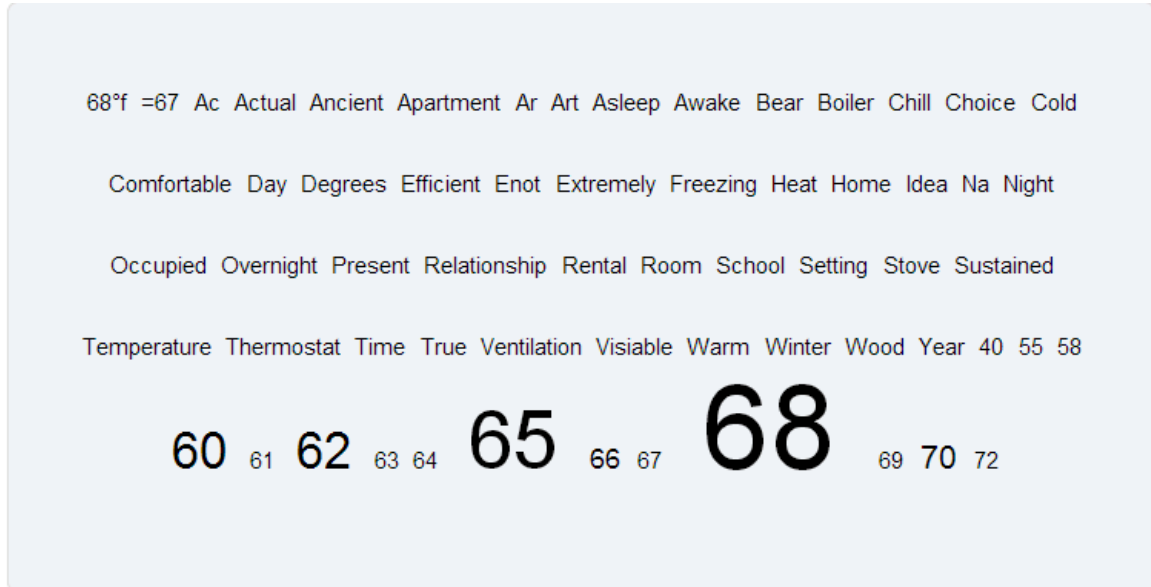 68°f =67 Ac Actual Ancient Apartment Ar Art Asleep Awake Bear Boiler Chill Choice Cold
Comfortable Day Degrees Efficient Enot Extremely Freezing Heat Home Idea Na Night
Occupied Overnight Present Relationship Rental Room School Setting Stove Sustained
Temperature Thermostat Time True Ventilation Visiable Warm Winter Wood Year 40 55 58
60 61 62 63 64 65 66 67 68 69 70 72